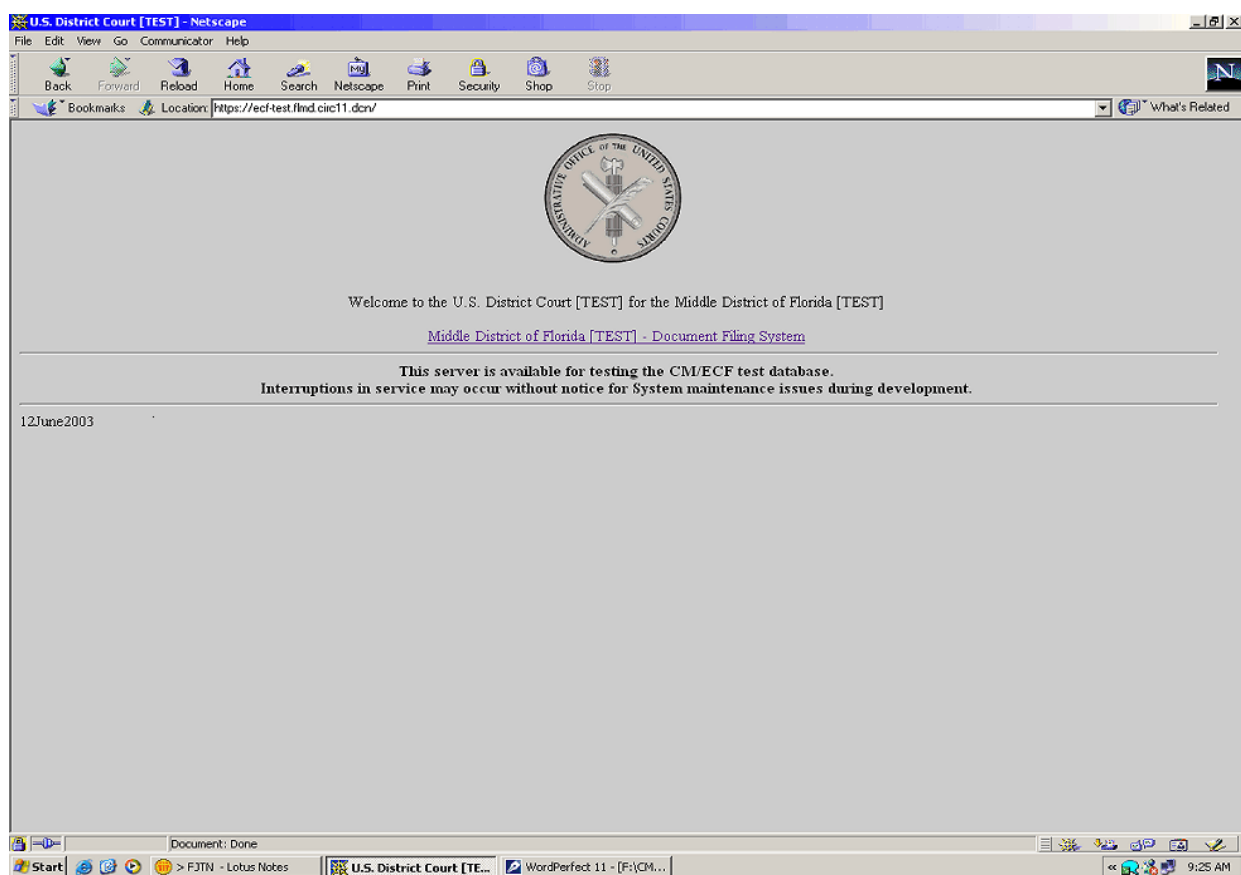 U.S. District Court [TEST] - Netscape
File Edit View Go Communicator Help
Back Forward Reload Home Search My Netscape Print Security Shop Stop
N
Bookmarks Location: https://ecf-test.flmd.circ11.dcn/ What's Related
ADMINISTRATIVE OFFICE OF THE UNITED STATES COURTS
Welcome to the U.S. District Court [TEST] for the Middle District of Florida [TEST]
Middle District of Florida [TEST] - Document Filing System
This server is available for testing the CM/ECF test database.
Interruptions in service may occur without notice for System maintenance issues during development.
12June2003
Document: Done
Start > FJTN - Lotus Notes U.S. District Court [TE... WordPerfect 11 - [F:\CM... « 9:25 AM